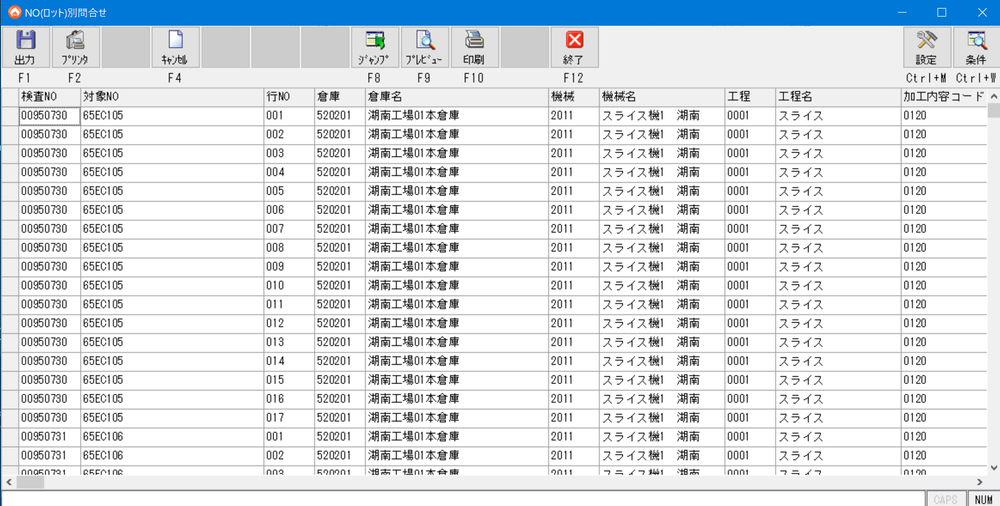 NO(ﾛｯﾄ)別問合せ
出力 ﾌﾟﾘﾝﾀ ｷｬﾝｾﾙ ｼﾞｬﾝﾌﾟ ﾌﾟﾚﾋﾞｭｰ 印刷 終了 設定 条件
F1 F2 F4 F8 F9 F10 F12 Ctrl+M Ctrl+W
検査NO 対象NO 行NO 倉庫 倉庫名 機械 機械名 工程 工程名 加工内容コード
00950730 65EC105 001 520201 湖南工場01本倉庫 2011 スライス機1　湖南 0001 スライス 0120
00950730 65EC105 002 520201 湖南工場01本倉庫 2011 スライス機1　湖南 0001 スライス 0120
00950730 65EC105 003 520201 湖南工場01本倉庫 2011 スライス機1　湖南 0001 スライス 0120
00950730 65EC105 004 520201 湖南工場01本倉庫 2011 スライス機1　湖南 0001 スライス 0120
00950730 65EC105 005 520201 湖南工場01本倉庫 2011 スライス機1　湖南 0001 スライス 0120
00950730 65EC105 006 520201 湖南工場01本倉庫 2011 スライス機1　湖南 0001 スライス 0120
00950730 65EC105 007 520201 湖南工場01本倉庫 2011 スライス機1　湖南 0001 スライス 0120
00950730 65EC105 008 520201 湖南工場01本倉庫 2011 スライス機1　湖南 0001 スライス 0120
00950730 65EC105 009 520201 湖南工場01本倉庫 2011 スライス機1　湖南 0001 スライス 0120
00950730 65EC105 010 520201 湖南工場01本倉庫 2011 スライス機1　湖南 0001 スライス 0120
00950730 65EC105 011 520201 湖南工場01本倉庫 2011 スライス機1　湖南 0001 スライス 0120
00950730 65EC105 012 520201 湖南工場01本倉庫 2011 スライス機1　湖南 0001 スライス 0120
00950730 65EC105 013 520201 湖南工場01本倉庫 2011 スライス機1　湖南 0001 スライス 0120
00950730 65EC105 014 520201 湖南工場01本倉庫 2011 スライス機1　湖南 0001 スライス 0120
00950730 65EC105 015 520201 湖南工場01本倉庫 2011 スライス機1　湖南 0001 スライス 0120
00950730 65EC105 016 520201 湖南工場01本倉庫 2011 スライス機1　湖南 0001 スライス 0120
00950730 65EC105 017 520201 湖南工場01本倉庫 2011 スライス機1　湖南 0001 スライス 0120
00950731 65EC106 001 520201 湖南工場01本倉庫 2011 スライス機1　湖南 0001 スライス 0120
00950731 65EC106 002 520201 湖南工場01本倉庫 2011 スライス機1　湖南 0001 スライス 0120
00950731 65EC106 003 520201 湖南工場01本倉庫 2011 スライス機1　湖南 0001 スライス 0120
CAPS NUM